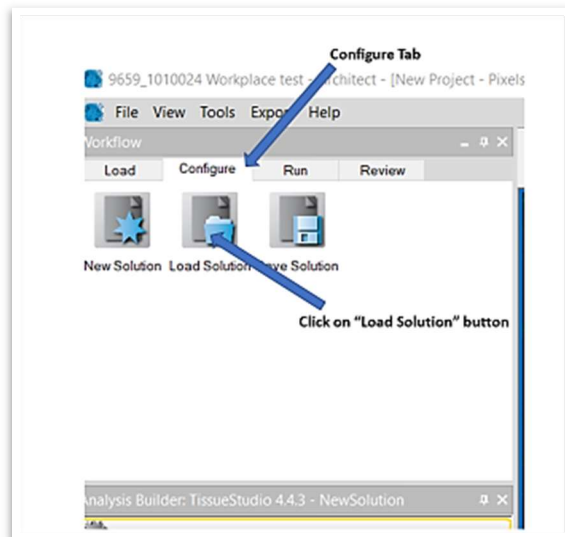 Configure Tab
9659_1010024 Workplace test - Architect - [New Project - Pixels
File View Tools Export Help
Workflow
Load Configure Run Review
New Solution Load Solution Save Solution
Click on “Load Solution” button
Analysis Builder: TissueStudio 4.4.3 - NewSolution